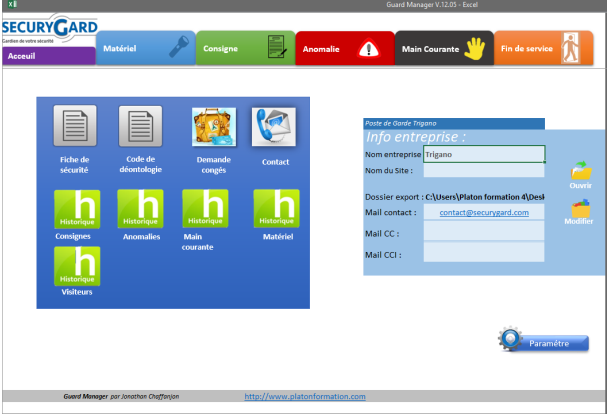 Guard Manager V.12.05 - Excel
SECURYGARD
Gardien de votre sécurité
Acceuil
Matériel
Consigne
Anomalie
Main Courante
Fin de service
Fiche de
sécurité
Code de
déontologie
Demande
congés
Contact
Historique
Historique
Historique
Historique
Consignes
Anomalies
Main
courante
Matériel
Historique
Visiteurs
Poste de Garde Trigano
Info entreprise :
Nom entreprise Trigano
Nom du Site :
Ouvrir
Dossier export : C:\Users\Platon formation 4\Desk
Mail contact : contact@securygard.com
Modifier
Mail CC :
Mail CCI :
Paramêtre
Guard Manager par Jonathan Chaffanjon
http://www.platonformation.com